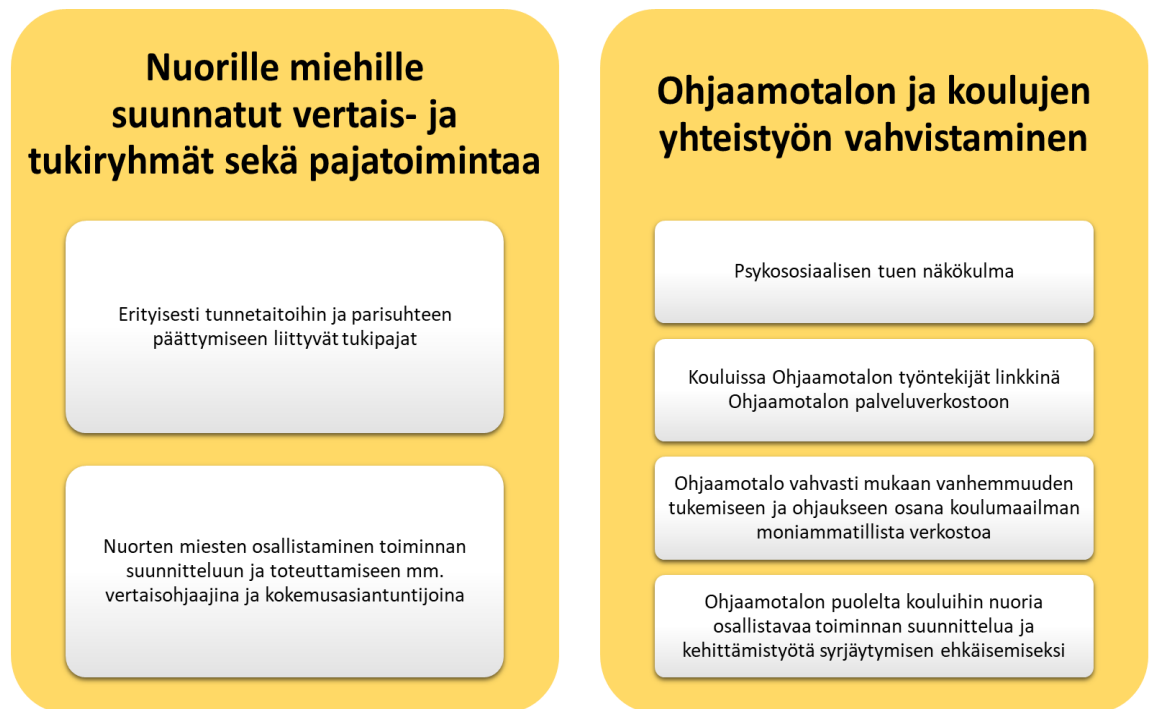 Nuorille miehille
suunnatut vertais- ja
tukiryhmät sekä pajatoimintaa
Erityisesti tunnetaitoihin ja parisuhteen
päättymiseen liittyvät tukipajat
Nuorten miesten osallistaminen toiminnan
suunnitteluun ja toteuttamiseen mm.
vertaisohjaajina ja kokemusasiantuntijoina
Ohjaamotalon ja koulujen
yhteistyön vahvistaminen
Psykososiaalisen tuen näkökulma
Kouluissa Ohjaamotalon työntekijät linkkinä
Ohjaamotalon palveluverkostoon
Ohjaamotalo vahvasti mukaan vanhemmuuden
tukemiseen ja ohjaukseen osana koulumaailman
moniammatillista verkostoa
Ohjaamotalon puolelta kouluihin nuoria
osallistavaa toiminnan suunnittelua ja
kehittämistyötä syrjäytymisen ehkäisemiseksi